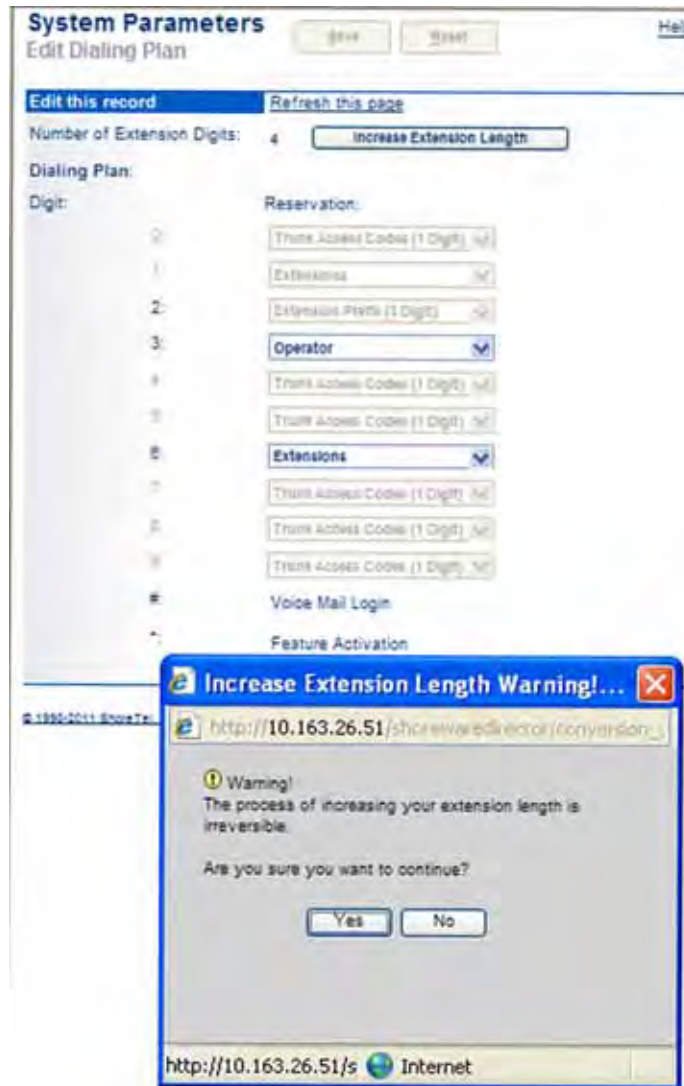 System Parameters
Edit Dialing Plan
Save
Reset
Hel
Edit this record
Refresh this page
Number of Extension Digits:
4
Increase Extension Length
Dialing Plan:
Digit:
Reservation:
Trunk Access Codes (1 Digit)
1
Extensions
2:
Extension Prefix (3 Digit)
3:
Operator
Trunk Access Codes (1 Digit)
Trunk Access Codes (1 Digit)
Extensions
Trunk Access Codes (1 Digit)
Trunk Access Codes (1 Digit)
Trunk Access Codes (1 Digit)
#:
Voice Mail Login
*:
Feature Activation
Increase Extension Length Warning!...
http://10.163.26.51/shorewaredirector/conversion_
© 1998-2011 ShoreTel
Warning!
The process of increasing your extension length is
irreversible.
Are you sure you want to continue?
Yes
No
http://10.163.26.51/s
Internet